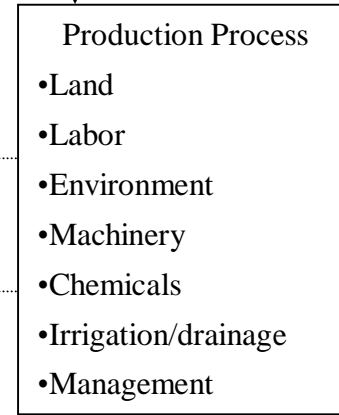 Production Process
•Land
•Labor
•Environment
•Machinery
•Chemicals
•Irrigation/drainage
•Management